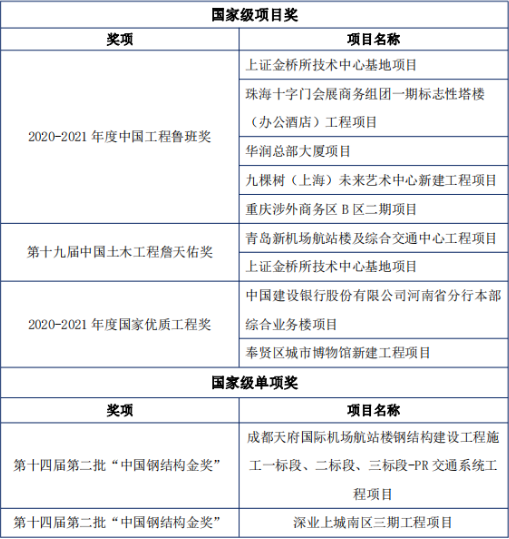 国家级项目奖
奖项 项目名称
2020-2021 年度中国工程鲁班奖
上证金桥所技术中心基地项目
珠海十字门会展商务组团一期标志性塔楼
（办公酒店）工程项目
华润总部大厦项目
九棵树（上海）未来艺术中心新建工程项目
重庆涉外商务区 B 区二期项目
第十九届中国土木工程詹天佑奖
青岛新机场航站楼及综合交通中心工程项目
上证金桥所技术中心基地项目
2020-2021 年度国家优质工程奖
中国建设银行股份有限公司河南省分行本部
综合业务楼项目
奉贤区城市博物馆新建工程项目
国家级单项奖
奖项 项目名称
第十四届第二批“中国钢结构金奖”
成都天府国际机场航站楼钢结构建设工程施
工一标段、二标段、三标段-PR 交通系统工
程项目
第十四届第二批“中国钢结构金奖” 深业上城南区三期工程项目